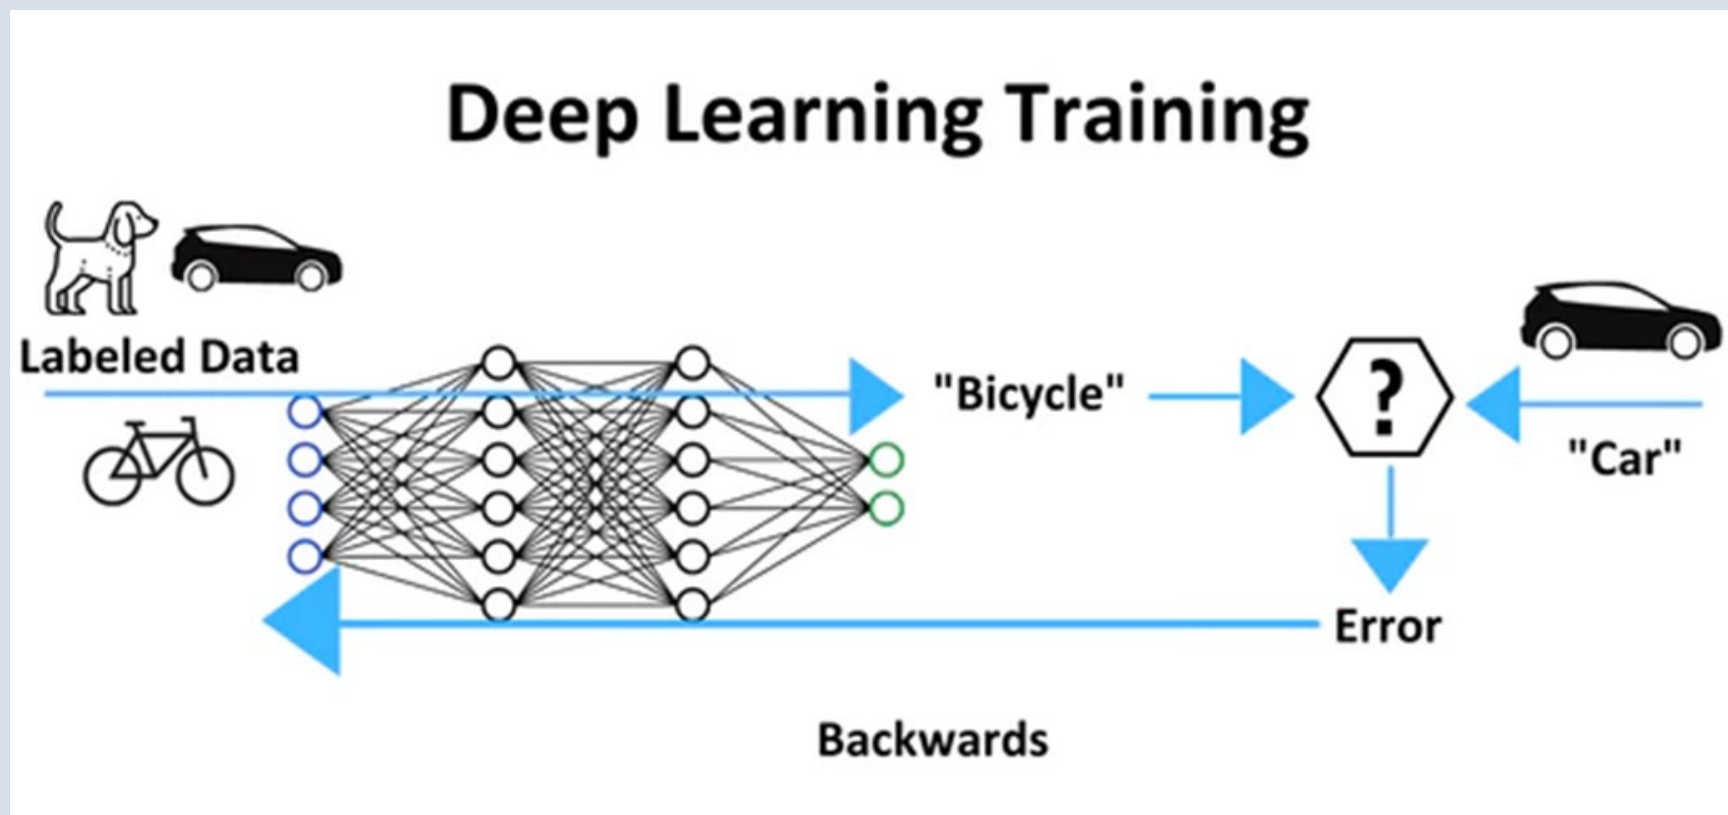 Deep Learning Training
Labeled Data
"Bicycle"
?
"Car"
Error
Backwards